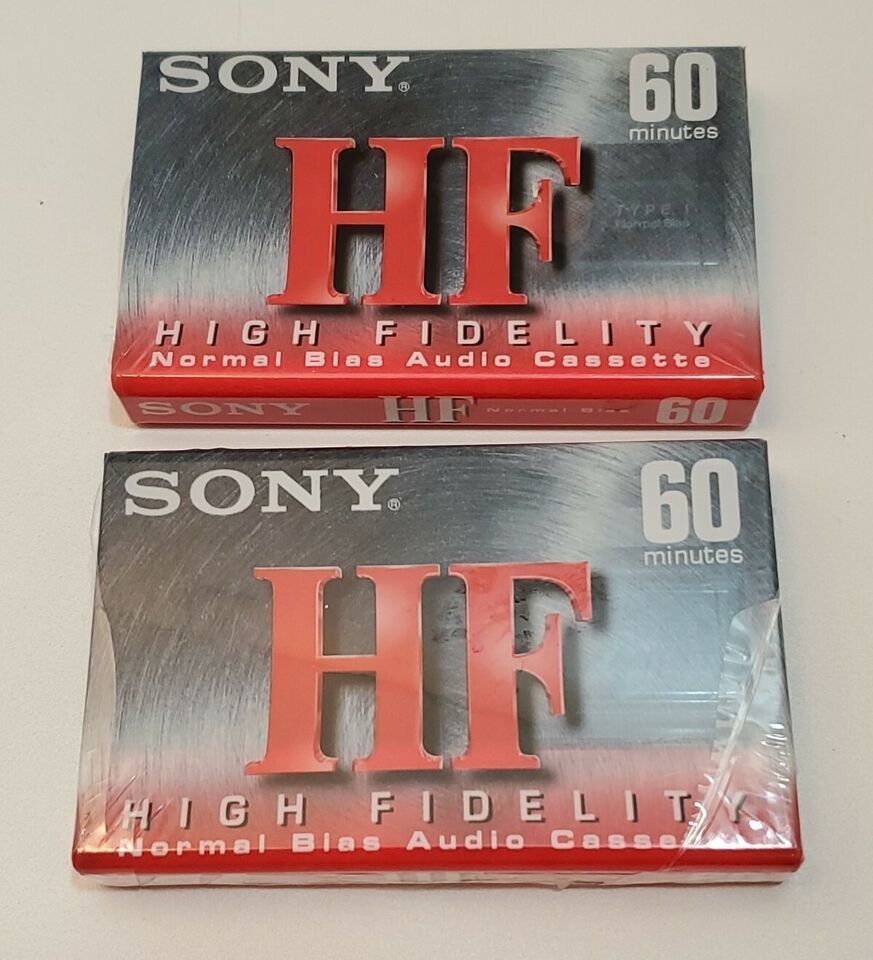 SONY®
60
minutes
HF
TYPE I
Normal Bias
HIGH FIDELITY
Normal Bias Audio Cassette
SONY HF Normal Bias 60
SONY®
60
minutes
HF
HIGH FIDELITY
Normal Bias Audio